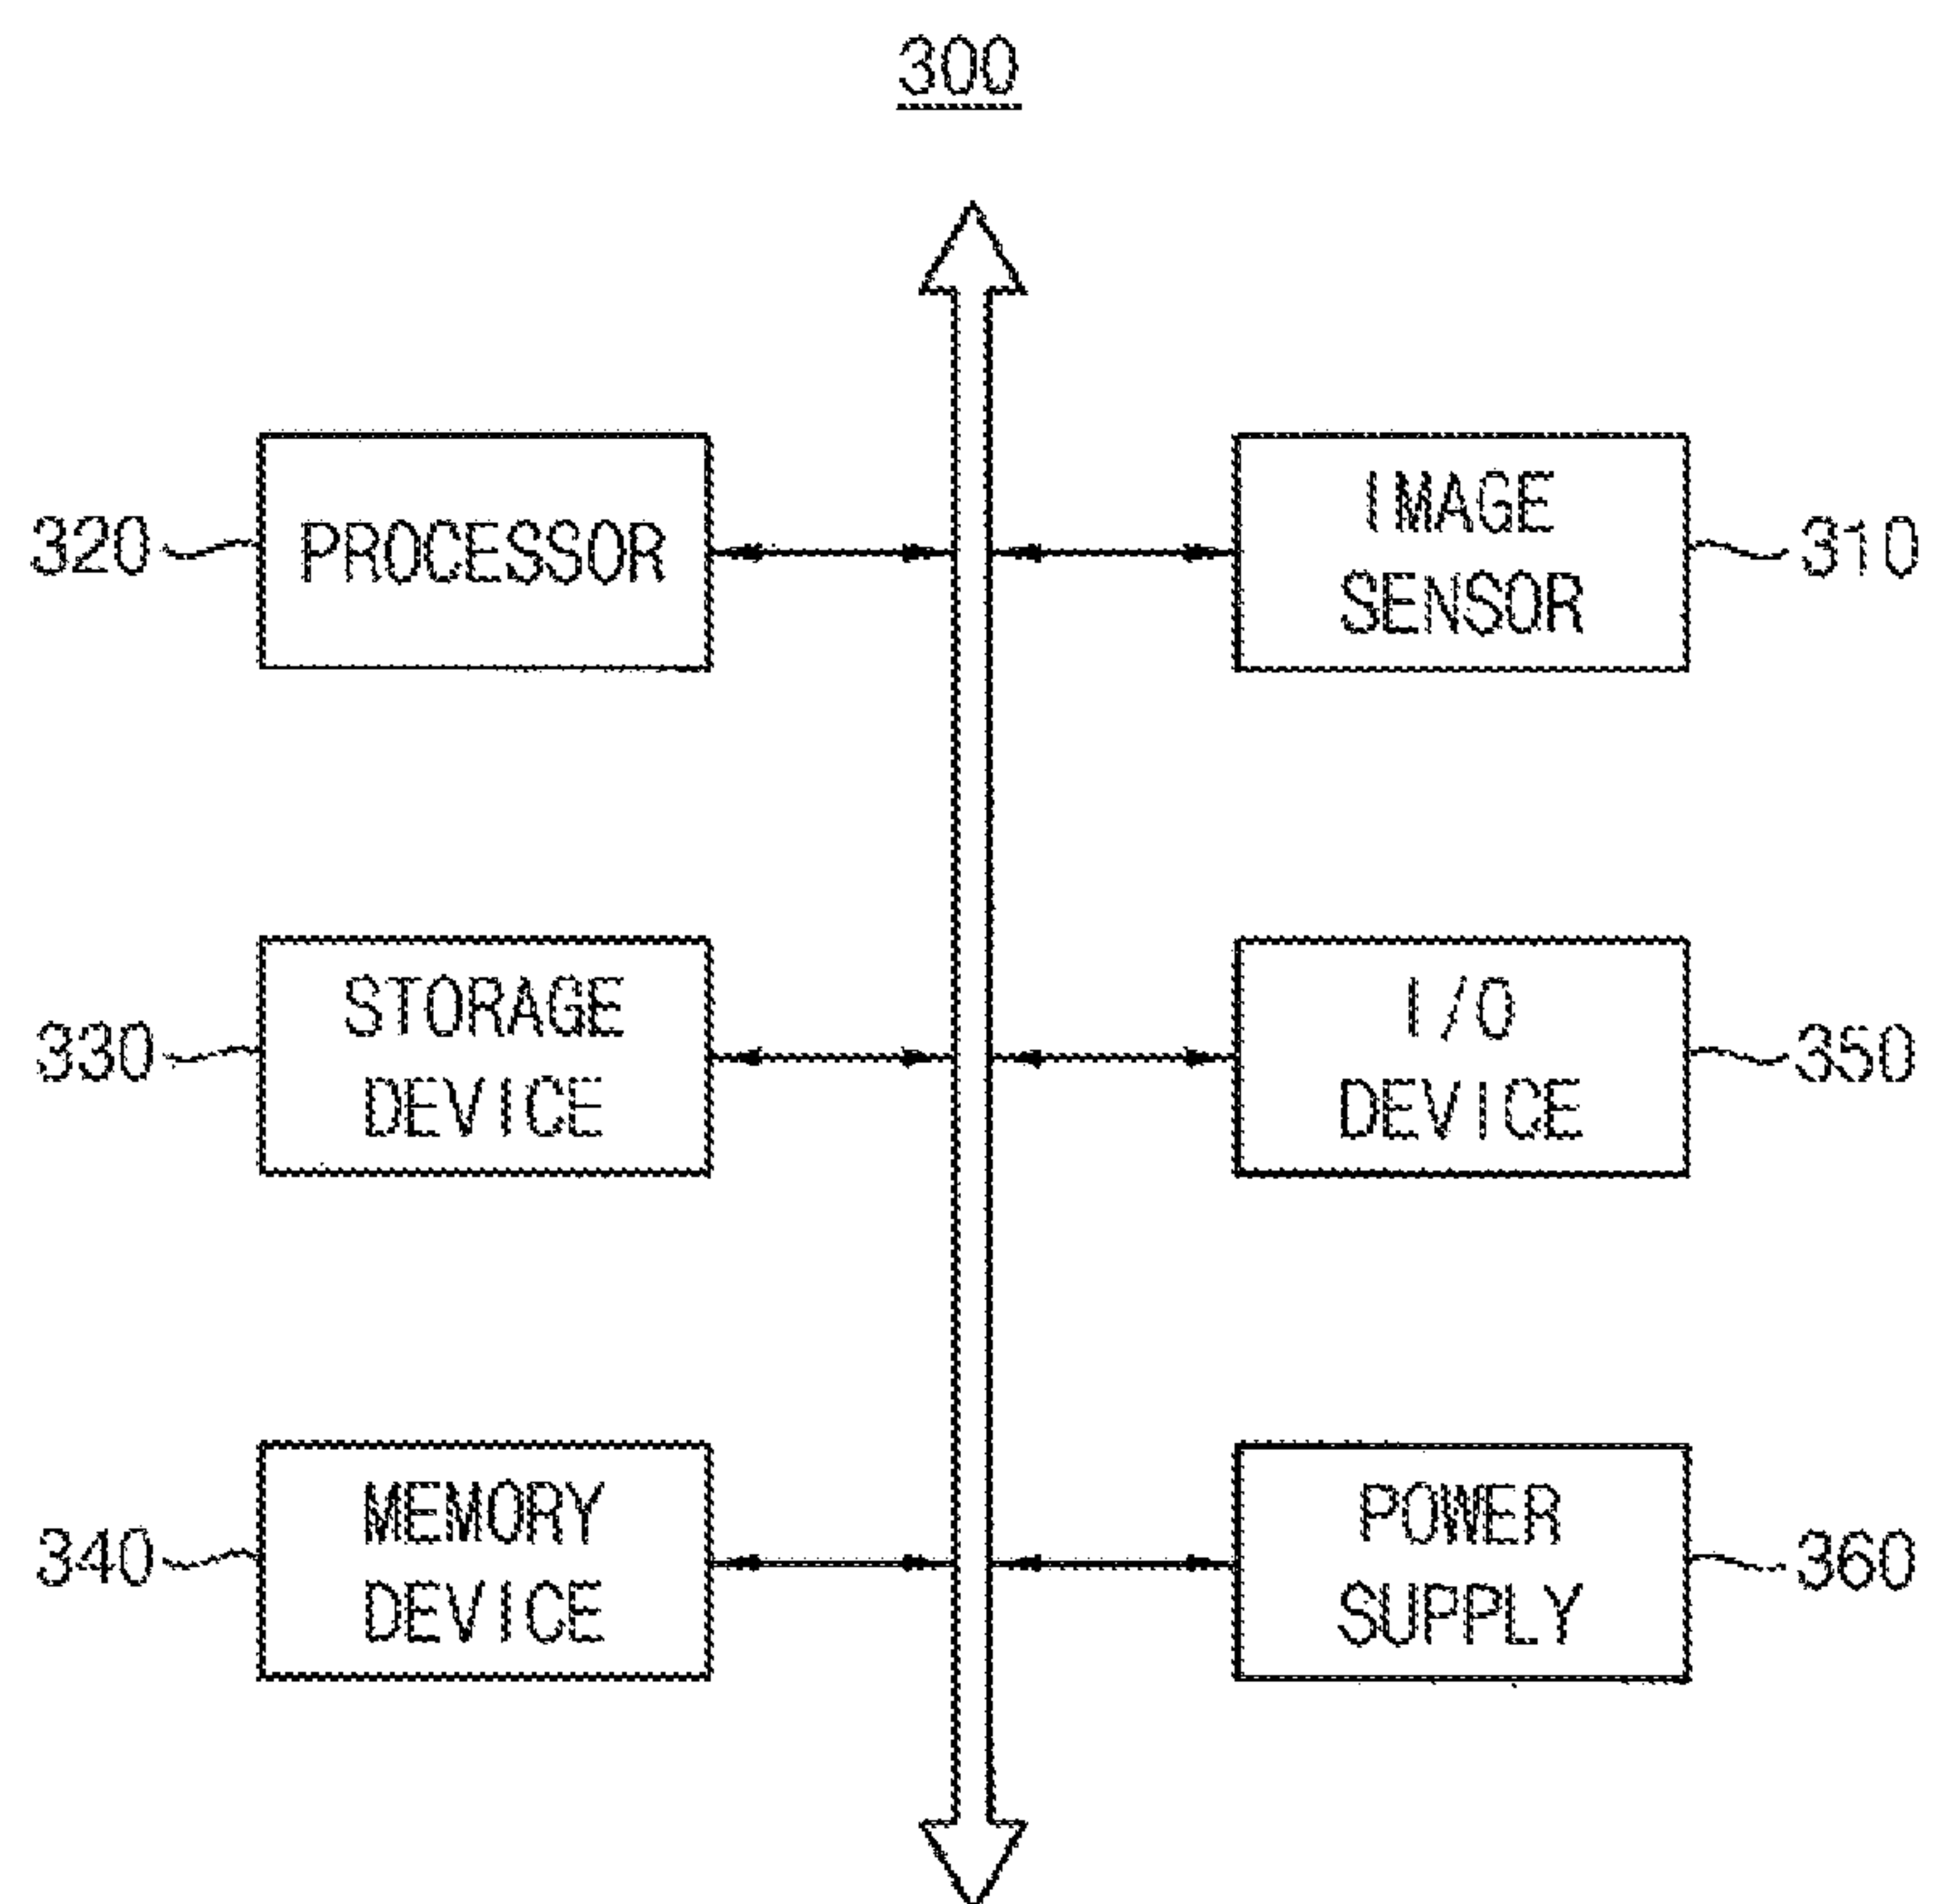 300
320
PROCESSOR
IMAGE
SENSOR
310
330
STORAGE
DEVICE
I/O
DEVICE
350
340
MEMORY
DEVICE
POWER
SUPPLY
360